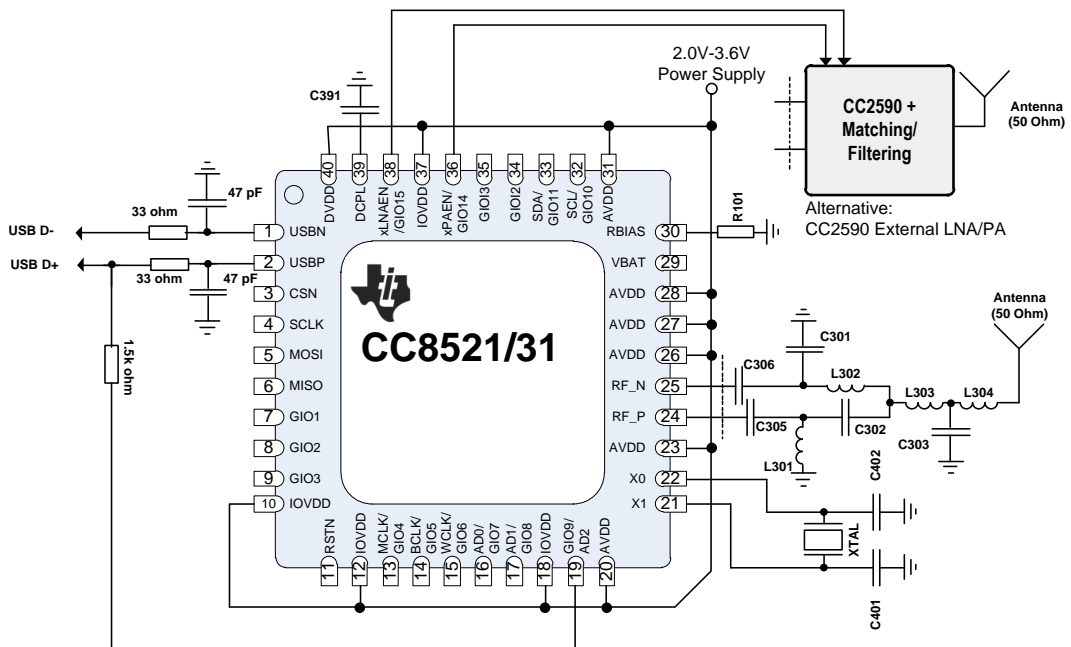 2.0V-3.6V
Power Supply
C391
CC2590 +
Matching/
Filtering
Antenna
(50 Ohm)
Alternative:
CC2590 External LNA/PA
40
39
38
37
36
35
34
33
32
31
DVDD
DCPL
xLNAEN
/GIO15
IOVDD
xPAEN/
GIO14
GIOI3
GIOI2
SDA/
GIO11
SCL/
GIO10
AVDD
47 pF
33 ohm
USB D-
1 USBN
USB D+
2 USBP
33 ohm
47 pF
3 CSN
4 SCLK
5 MOSI
6 MISO
7 GIO1
8 GIO2
9 GIO3
10 IOVDD
1.5k ohm
ti
CC8521/31
RBIAS 30
R101
VBAT 29
AVDD 28
AVDD 27
AVDD 26
RF_N 25
RF_P 24
AVDD 23
X0 22
X1 21
Antenna
(50 Ohm)
C301
C306
L302
L303
L304
C305
C302
C303
L301
C402
XTAL
C401
RSTN
IOVDD
MCLK/
GIO4
BCLK/
GIO5
WCLK/
GIO6
AD0/
GIO7
AD1/
GIO8
IOVDD
GIO9/
AD2
AVDD
11
12
13
14
15
16
17
18
19
20